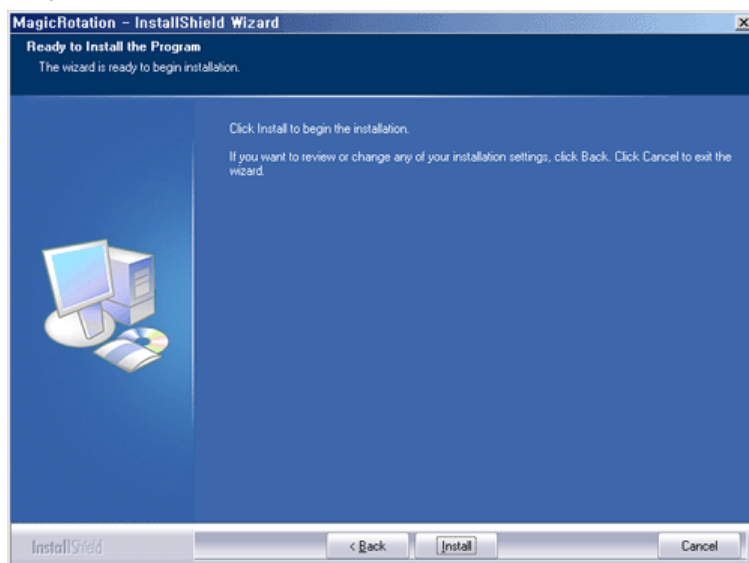 MagicRotation - InstallShield Wizard
Ready to Install the Program
The wizard is ready to begin installation.
Click Install to begin the installation.
If you want to review or change any of your installation settings, click Back. Click Cancel to exit the
wizard.
InstallShield
< Back
Install
Cancel